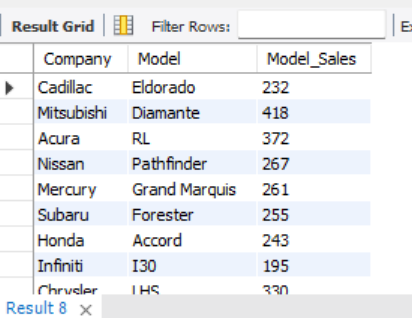 Result Grid Filter Rows: Ex
Company Model Model_Sales
Cadillac Eldorado 232
Mitsubishi Diamante 418
Acura RL 372
Nissan Pathfinder 267
Mercury Grand Marquis 261
Subaru Forester 255
Honda Accord 243
Infiniti I30 195
Chrysler LHS 330
Result 8 ×